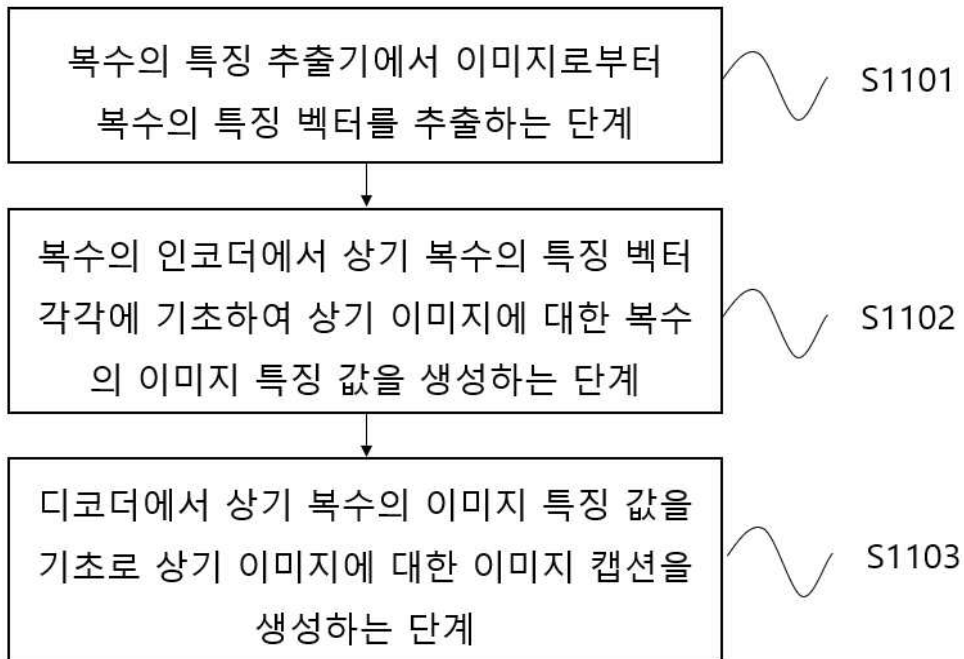 복수의 특징 추출기에서 이미지로부터
복수의 특징 벡터를 추출하는 단계
S1101
복수의 인코더에서 상기 복수의 특징 벡터
각각에 기초하여 상기 이미지에 대한 복수
의 이미지 특징 값을 생성하는 단계
S1102
디코더에서 상기 복수의 이미지 특징 값을
기초로 상기 이미지에 대한 이미지 캡션을
생성하는 단계
S1103